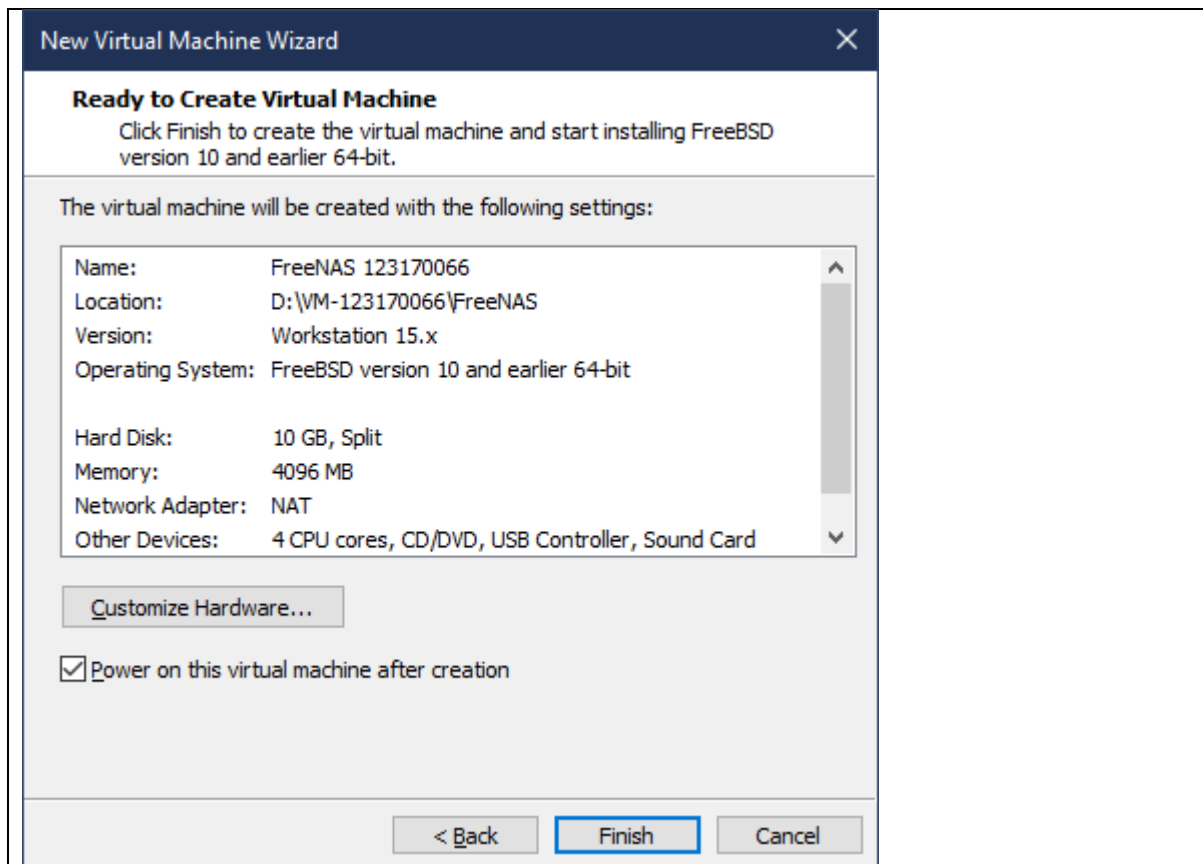 New Virtual Machine Wizard
Ready to Create Virtual Machine
Click Finish to create the virtual machine and start installing FreeBSD
version 10 and earlier 64-bit.
The virtual machine will be created with the following settings:
Name: FreeNAS 123170066
Location: D:\VM-123170066\FreeNAS
Version: Workstation 15.x
Operating System: FreeBSD version 10 and earlier 64-bit
Hard Disk: 10 GB, Split
Memory: 4096 MB
Network Adapter: NAT
Other Devices: 4 CPU cores, CD/DVD, USB Controller, Sound Card
Customize Hardware...
Power on this virtual machine after creation
< Back Finish Cancel